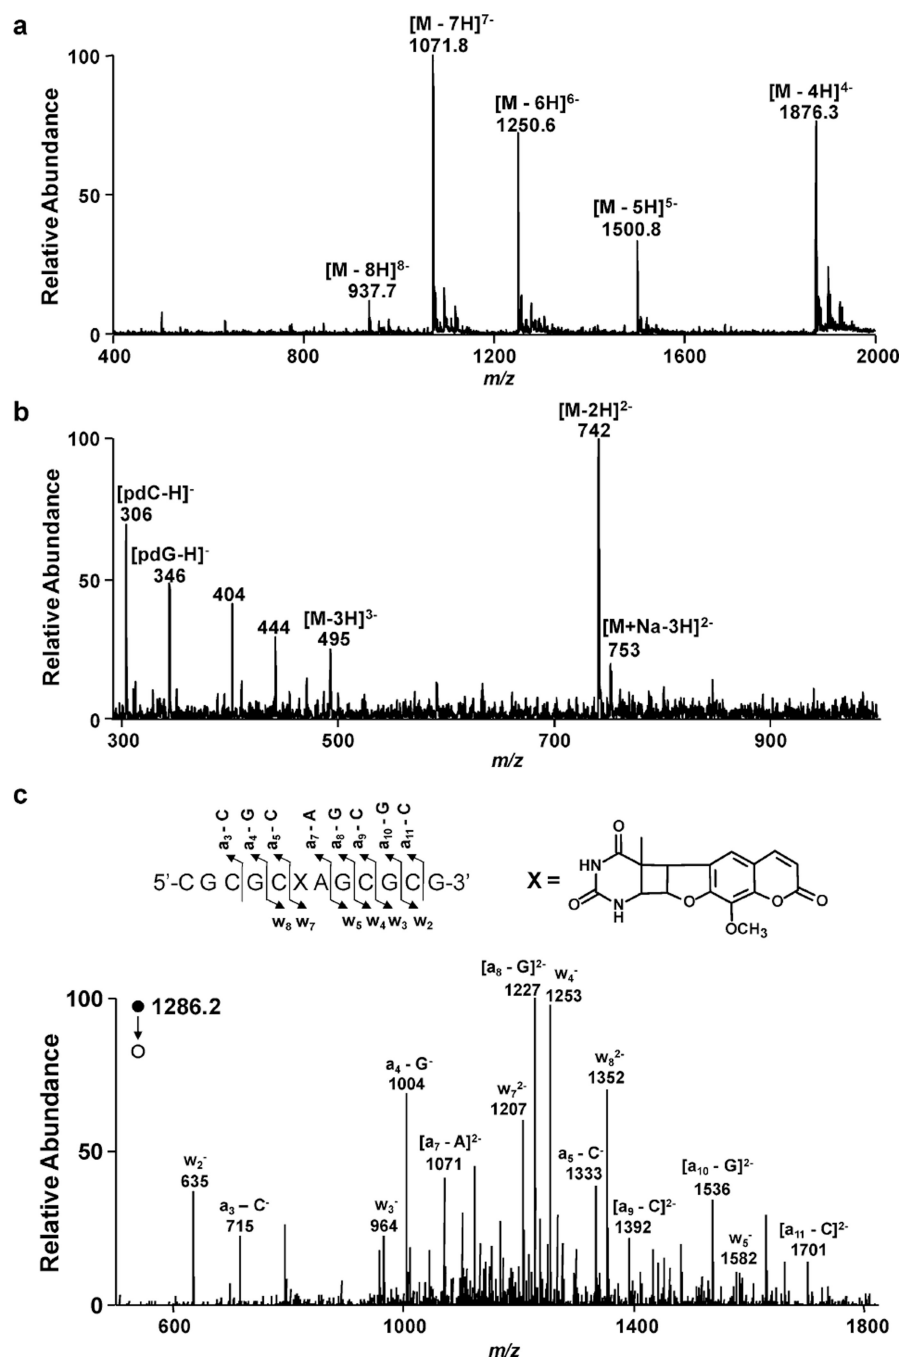 a
[M - 7H]7-
1071.8
[M - 6H]6-
1250.6
[M - 4H]4-
1876.3
[M - 5H]5-
1500.8
[M - 8H]8-
937.7
Relative Abundance
100
50
0
400
800
1200
1600
2000
m/z
b
[M-2H]2-
742
[pdC-H]-
306
[pdG-H]-
346
404
444
[M-3H]3-
495
[M+Na-3H]2-
753
Relative Abundance
100
50
0
300
500
700
900
m/z
c
a3 - C
a4 - G
a5 - C
a7 - A
a8 - G
a9 - C
a10 - G
a11 - C
5'-CGCGCXAGCGCG-3'
w8 w7 w5 w4 w3 w2
X =
O
HN
O
N
H
O
OCH3
O
O
1286.2
[a8 - G]2-
1227
w4-
1253
w82-
1352
a4 - G-
1004
w72-
1207
[a7 - A]2-
1071
a5 - C-
1333
[a10 - G]2-
1536
w2-
635
a3 – C-
715
w3-
964
[a9 - C]2-
1392
w5-
1582
[a11 - C]2-
1701
Relative Abundance
100
50
0
600
1000
1400
1800
m/z